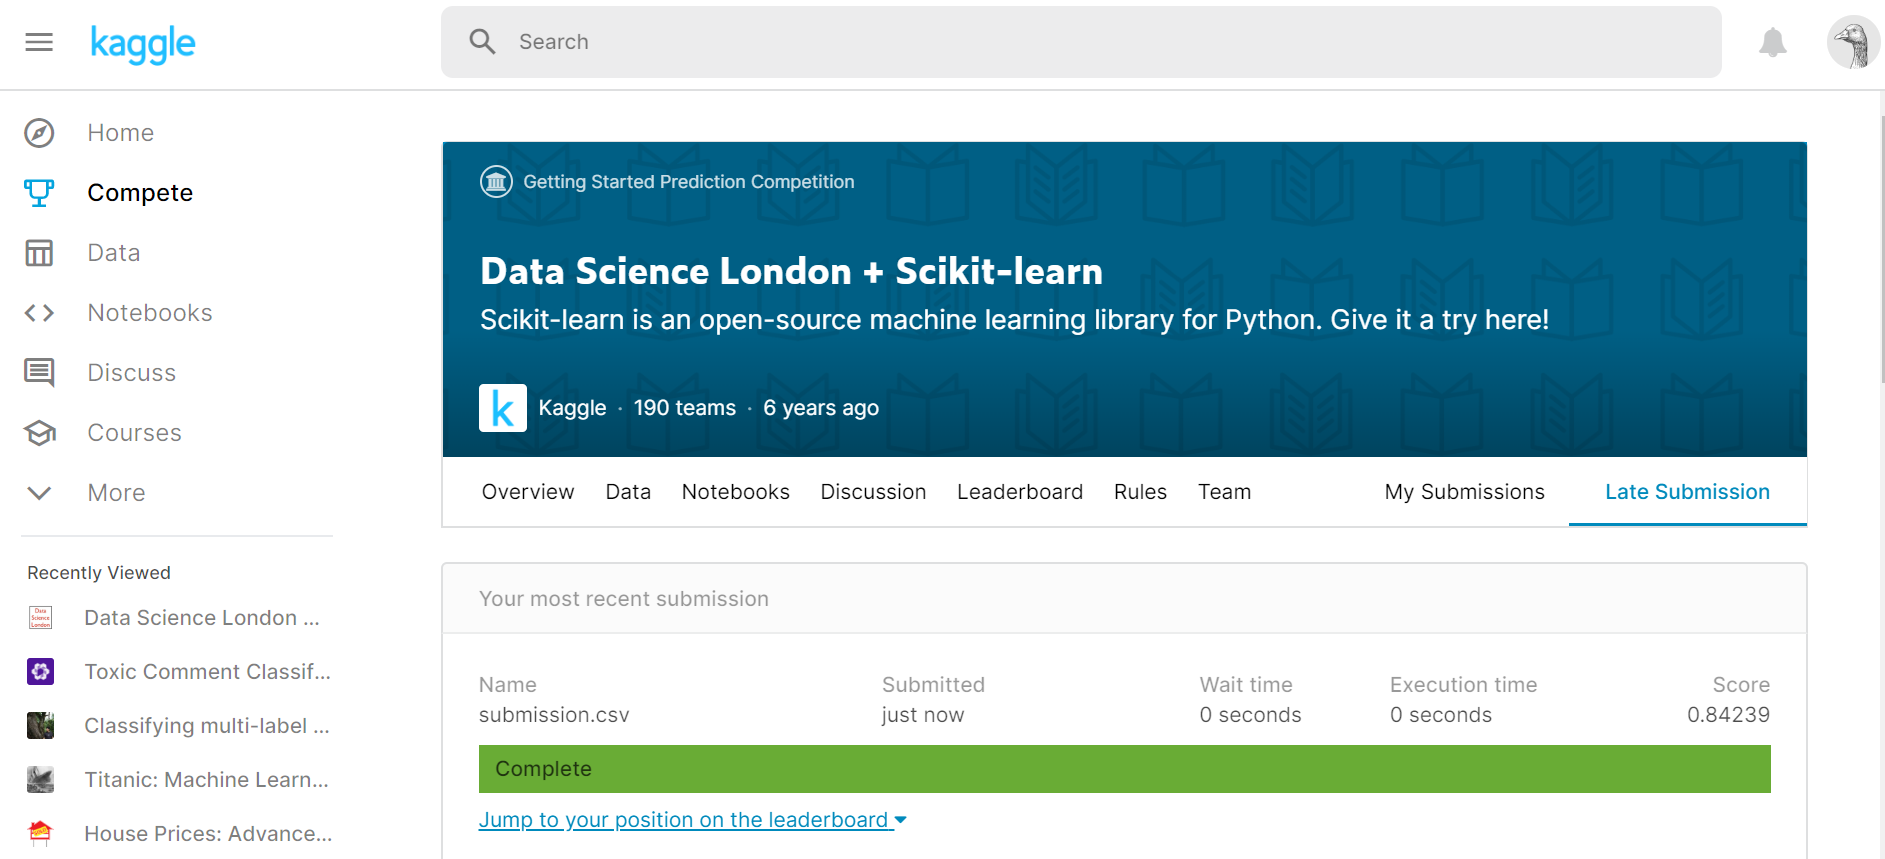 kaggle
Search
Home
Compete
Data
Notebooks
Discuss
Courses
More
Recently Viewed
Data Science London ...
Toxic Comment Classif...
Classifying multi-label ...
Titanic: Machine Learn...
House Prices: Advance...
Getting Started Prediction Competition
Data Science London + Scikit-learn
Scikit-learn is an open-source machine learning library for Python. Give it a try here!
k
Kaggle · 190 teams · 6 years ago
Overview Data Notebooks Discussion Leaderboard Rules Team My Submissions Late Submission
Your most recent submission
Name Submitted Wait time Execution time Score
submission.csv just now 0 seconds 0 seconds 0.84239
Complete
Jump to your position on the leaderboard